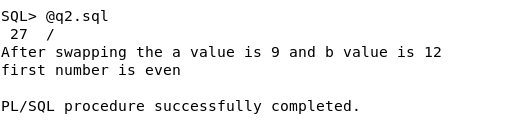 SQL> @q2.sql
 27  /
After swapping the a value is 9 and b value is 12
first number is even
PL/SQL procedure successfully completed.